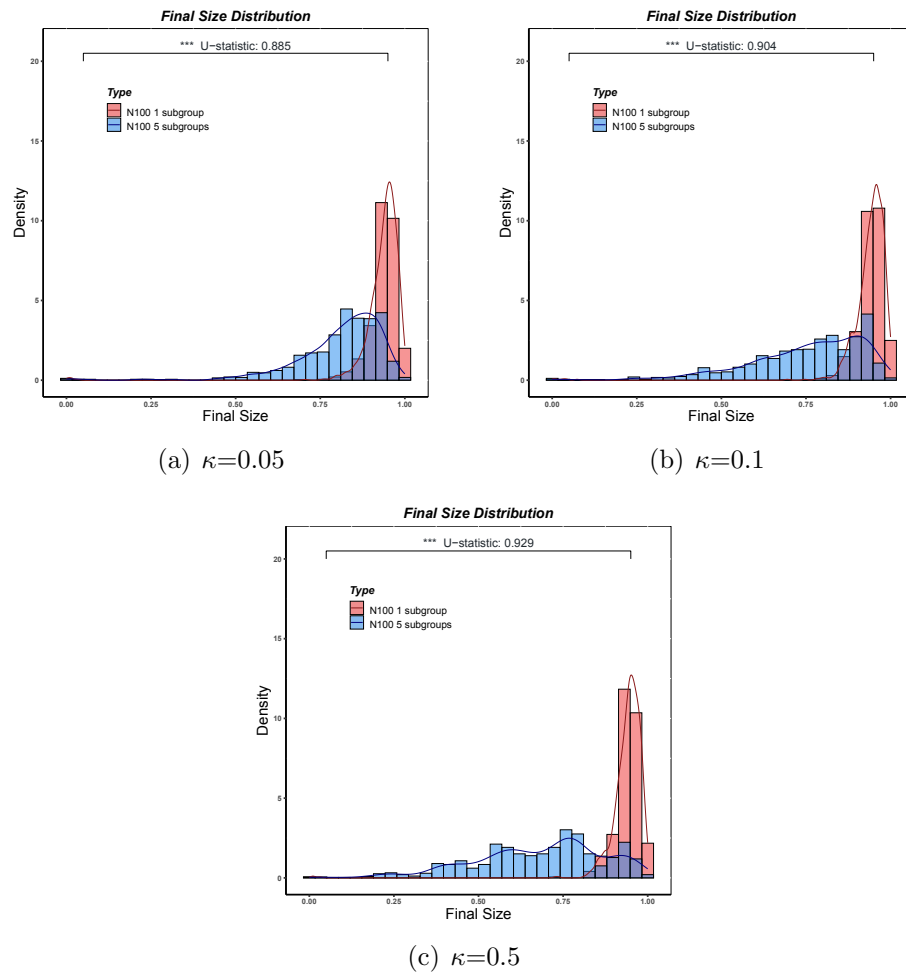 Final Size Distribution
*** U−statistic: 0.885
20
15
10
5
0
Density
Type
N100 1 subgroup
N100 5 subgroups
0.00 0.25 0.50 0.75 1.00
Final Size
(a) κ=0.05
Final Size Distribution
*** U−statistic: 0.904
20
15
10
5
0
Density
Type
N100 1 subgroup
N100 5 subgroups
0.00 0.25 0.50 0.75 1.00
Final Size
(b) κ=0.1
Final Size Distribution
*** U−statistic: 0.929
20
15
10
5
0
Density
Type
N100 1 subgroup
N100 5 subgroups
0.00 0.25 0.50 0.75 1.00
Final Size
(c) κ=0.5